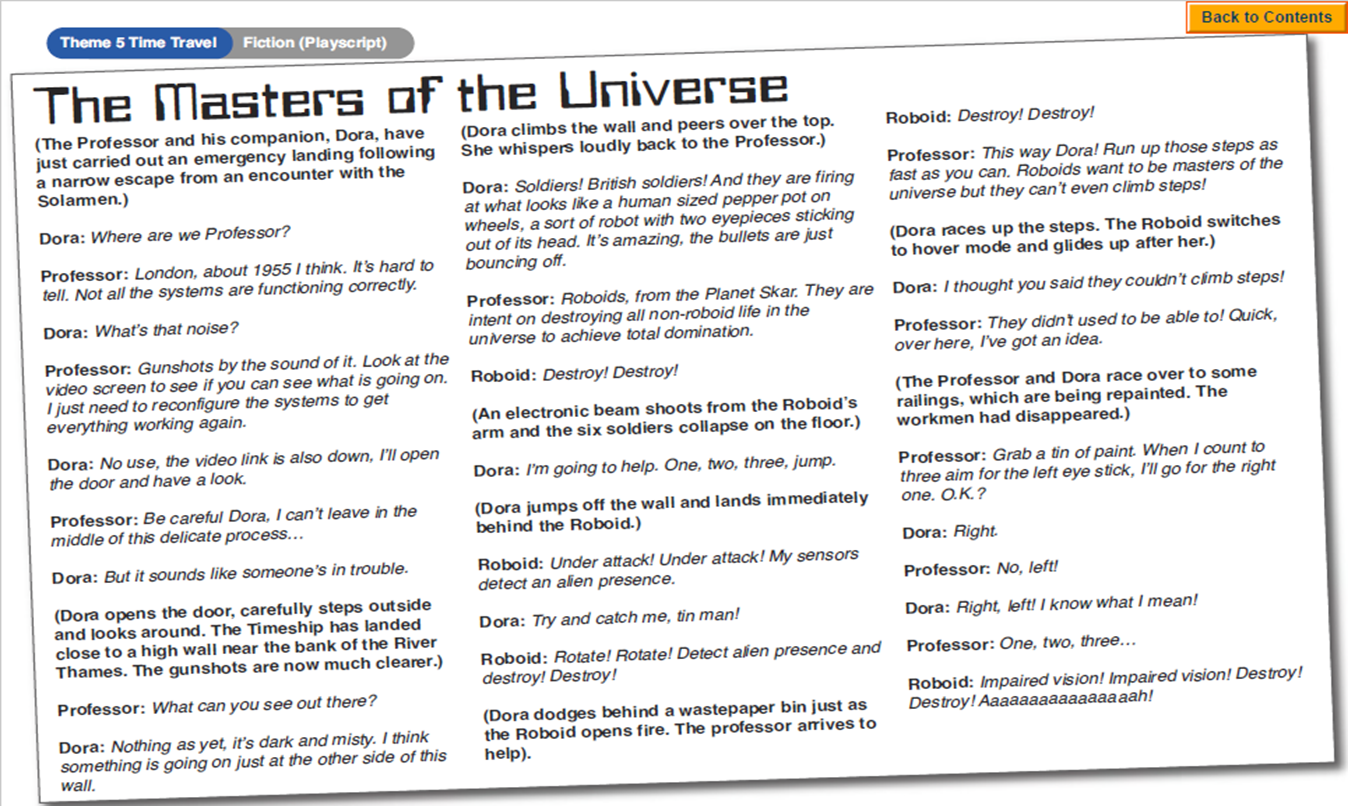 Back to Contents
Theme 5 Time Travel Fiction (Playscript)
The Masters of the Universe
(The Professor and his companion, Dora, have
just carried out an emergency landing following
a narrow escape from an encounter with the
Solarmen.)
Dora: Where are we Professor?
Professor: London, about 1955 I think. It's hard to
tell. Not all the systems are functioning correctly.
Dora: What's that noise?
Professor: Gunshots by the sound of it. Look at the
video screen to see if you can see what is going on.
I just need to reconfigure the systems to get
everything working again.
Dora: No use, the video link is also down, I'll open
the door and have a look.
Professor: Be careful Dora, I can't leave in the
middle of this delicate process…
Dora: But it sounds like someone's in trouble.
(Dora opens the door, carefully steps outside
and looks around. The Timeship has landed
close to a high wall near the bank of the River
Thames. The gunshots are now much clearer.)
Professor: What can you see out there?
Dora: Nothing as yet, it's dark and misty. I think
something is going on just at the other side of this
wall.
(Dora climbs the wall and peers over the top.
She whispers loudly back to the Professor.)
Dora: Soldiers! British soldiers! And they are firing
at what looks like a human sized pepper pot on
wheels, a sort of robot with two eyepieces sticking
out of its head. It's amazing, the bullets are just
bouncing off.
Professor: Roboids, from the Planet Skar. They are
intent on destroying all non-roboid life in the
universe to achieve total domination.
Roboid: Destroy! Destroy!
(An electronic beam shoots from the Roboid's
arm and the six soldiers collapse on the floor.)
Dora: I'm going to help. One, two, three, jump.
(Dora jumps off the wall and lands immediately
behind the Roboid.)
Roboid: Under attack! Under attack! My sensors
detect an alien presence.
Dora: Try and catch me, tin man!
Roboid: Rotate! Rotate! Detect alien presence and
destroy! Destroy!
(Dora dodges behind a wastepaper bin just as
the Roboid opens fire. The professor arrives to
help).
Roboid: Destroy! Destroy!
Professor: This way Dora! Run up those steps as
fast as you can. Roboids want to be masters of the
universe but they can't even climb steps!
(Dora races up the steps. The Roboid switches
to hover mode and glides up after her.)
Dora: I thought you said they couldn't climb steps!
Professor: They didn't used to be able to! Quick,
over here, I've got an idea.
(The Professor and Dora race over to some
railings, which are being repainted. The
workmen had disappeared.)
Professor: Grab a tin of paint. When I count to
three aim for the left eye stick, I'll go for the right
one. O.K.?
Dora: Right.
Professor: No, left!
Dora: Right, left! I know what I mean!
Professor: One, two, three…
Roboid: Impaired vision! Impaired vision! Destroy!
Destroy! Aaaaaaaaaaaaaaaah!